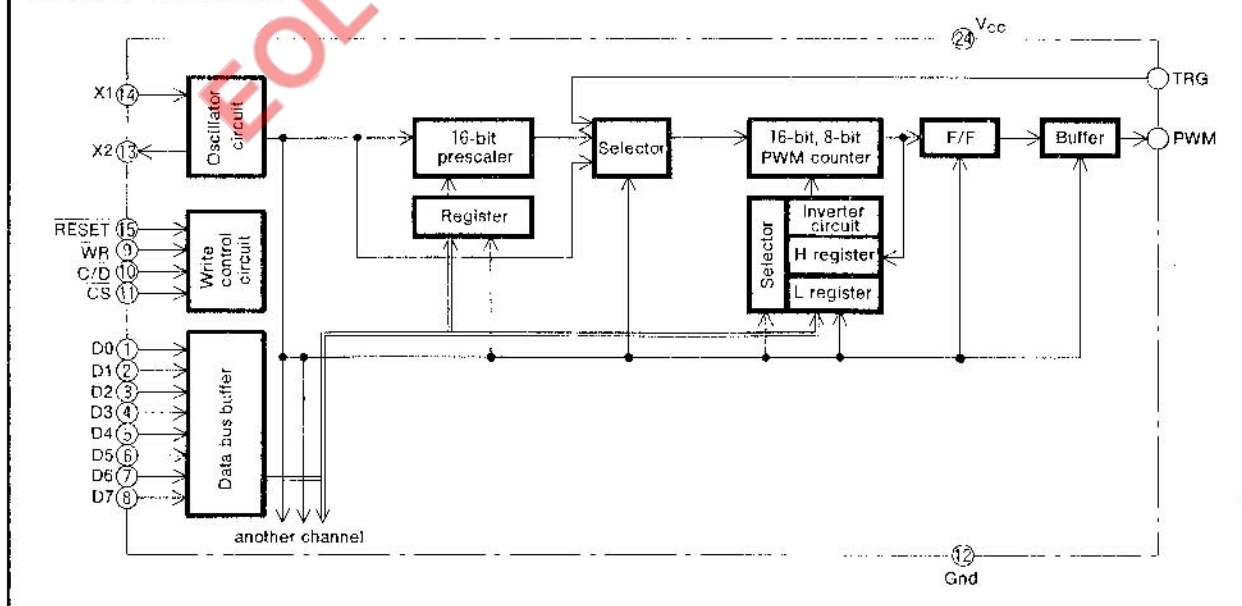 EOL
24 Vcc
TRG
X1 14
Oscillator circuit
X2 13
16-bit prescaler
Selector
16-bit, 8-bit PWM counter
F/F
Buffer
PWM
Register
Selector
Inverter circuit
H register
L register
RESET 15
WR 9
C/D 10
CS 11
Write control circuit
D0 1
D1 2
D2 3
D3 4
D4 5
D5 6
D6 7
D7 8
Data bus buffer
another channel
12
Gnd